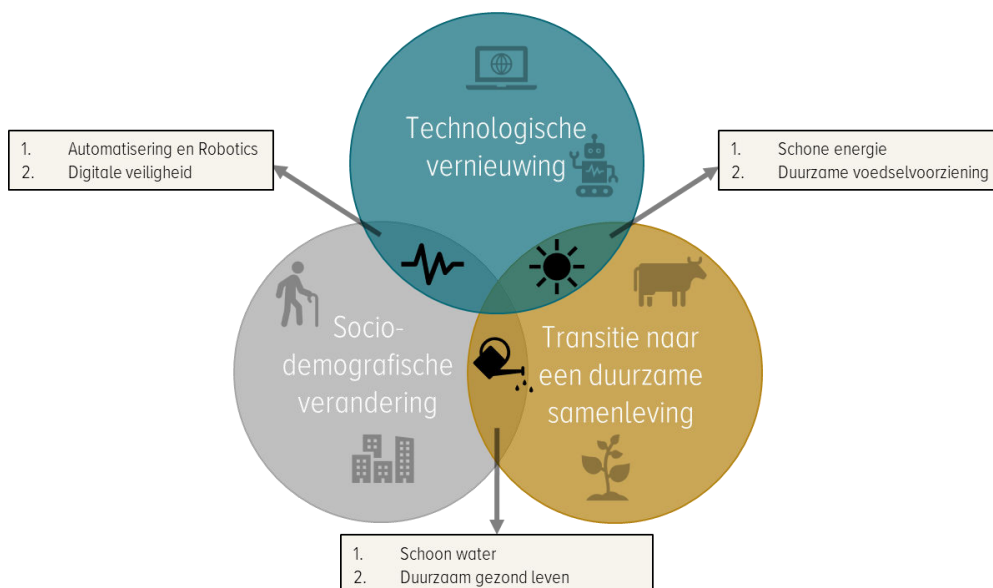 Technologische
vernieuwing
1. Automatisering en Robotics
2. Digitale veiligheid
1. Schone energie
2. Duurzame voedselvoorziening
Socio-
demografische
verandering
Transitie naar
een duurzame
samenleving
1. Schoon water
2. Duurzaam gezond leven